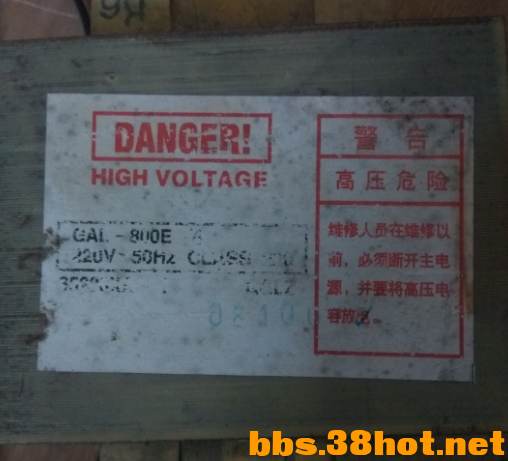 DANGER!
HIGH VOLTAGE
GAL-800E
220V-50Hz CLASS
警告
高压危险
维修人员在维修以
前，必须断开主电
源，并要将高压电
容放电。
bbs.38hot.net